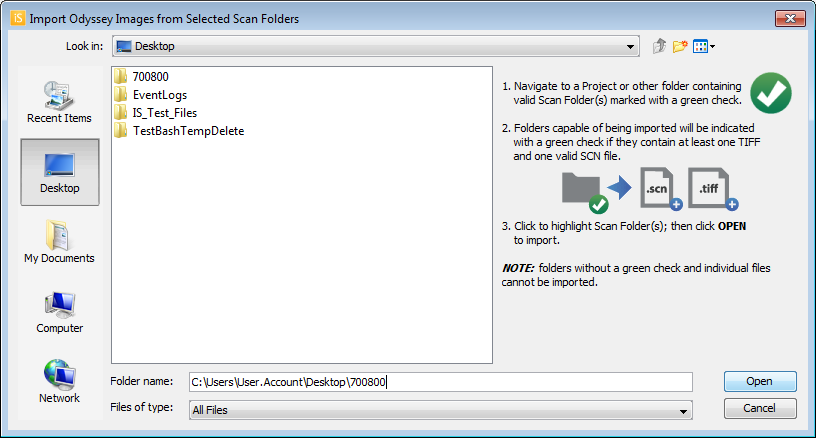 iS Import Odyssey Images from Selected Scan Folders
Look in: Desktop
Recent Items
Desktop
My Documents
Computer
Network
700800
EventLogs
IS_Test_Files
TestBashTempDelete
1. Navigate to a Project or other folder containing
valid Scan Folder(s) marked with a green check.
2. Folders capable of being imported will be indicated
with a green check if they contain at least one TIFF
and one valid SCN file.
.scn .tiff
3. Click to highlight Scan Folder(s); then click OPEN
to import.
NOTE: folders without a green check and individual files
cannot be imported.
Folder name: C:\Users\User.Account\Desktop\700800
Open
Files of type: All Files
Cancel